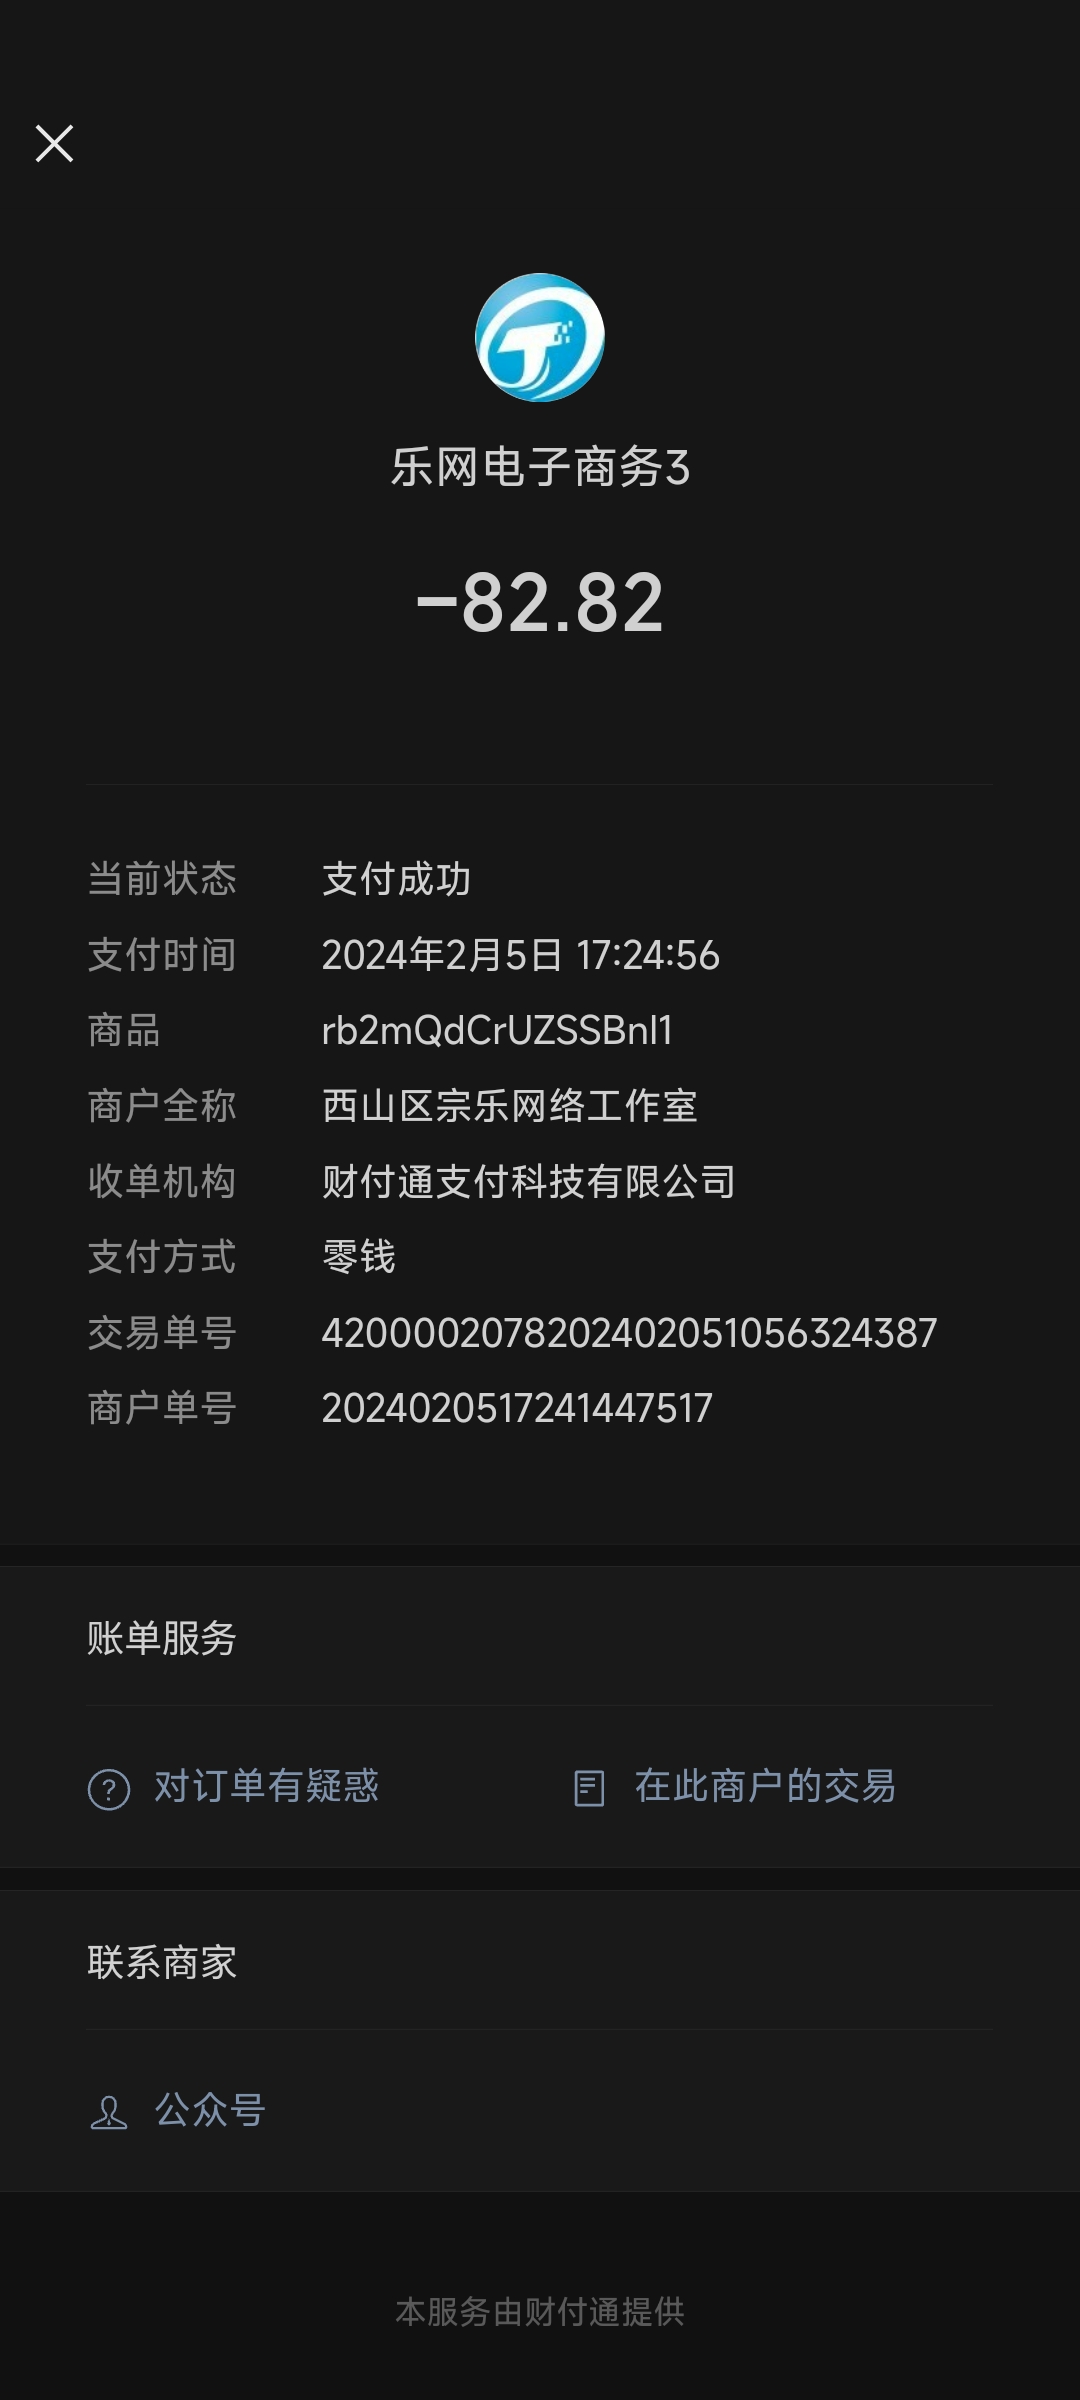 乐网电子商务3
-82.82
当前状态 支付成功
支付时间 2024年2月5日 17:24:56
商品 rb2mQdCrUZSSBnI1
商户全称 西山区宗乐网络工作室
收单机构 财付通支付科技有限公司
支付方式 零钱
交易单号 4200002078202402051056324387
商户单号 2024020517241447517
账单服务
对订单有疑惑 在此商户的交易
联系商家
公众号
本服务由财付通提供